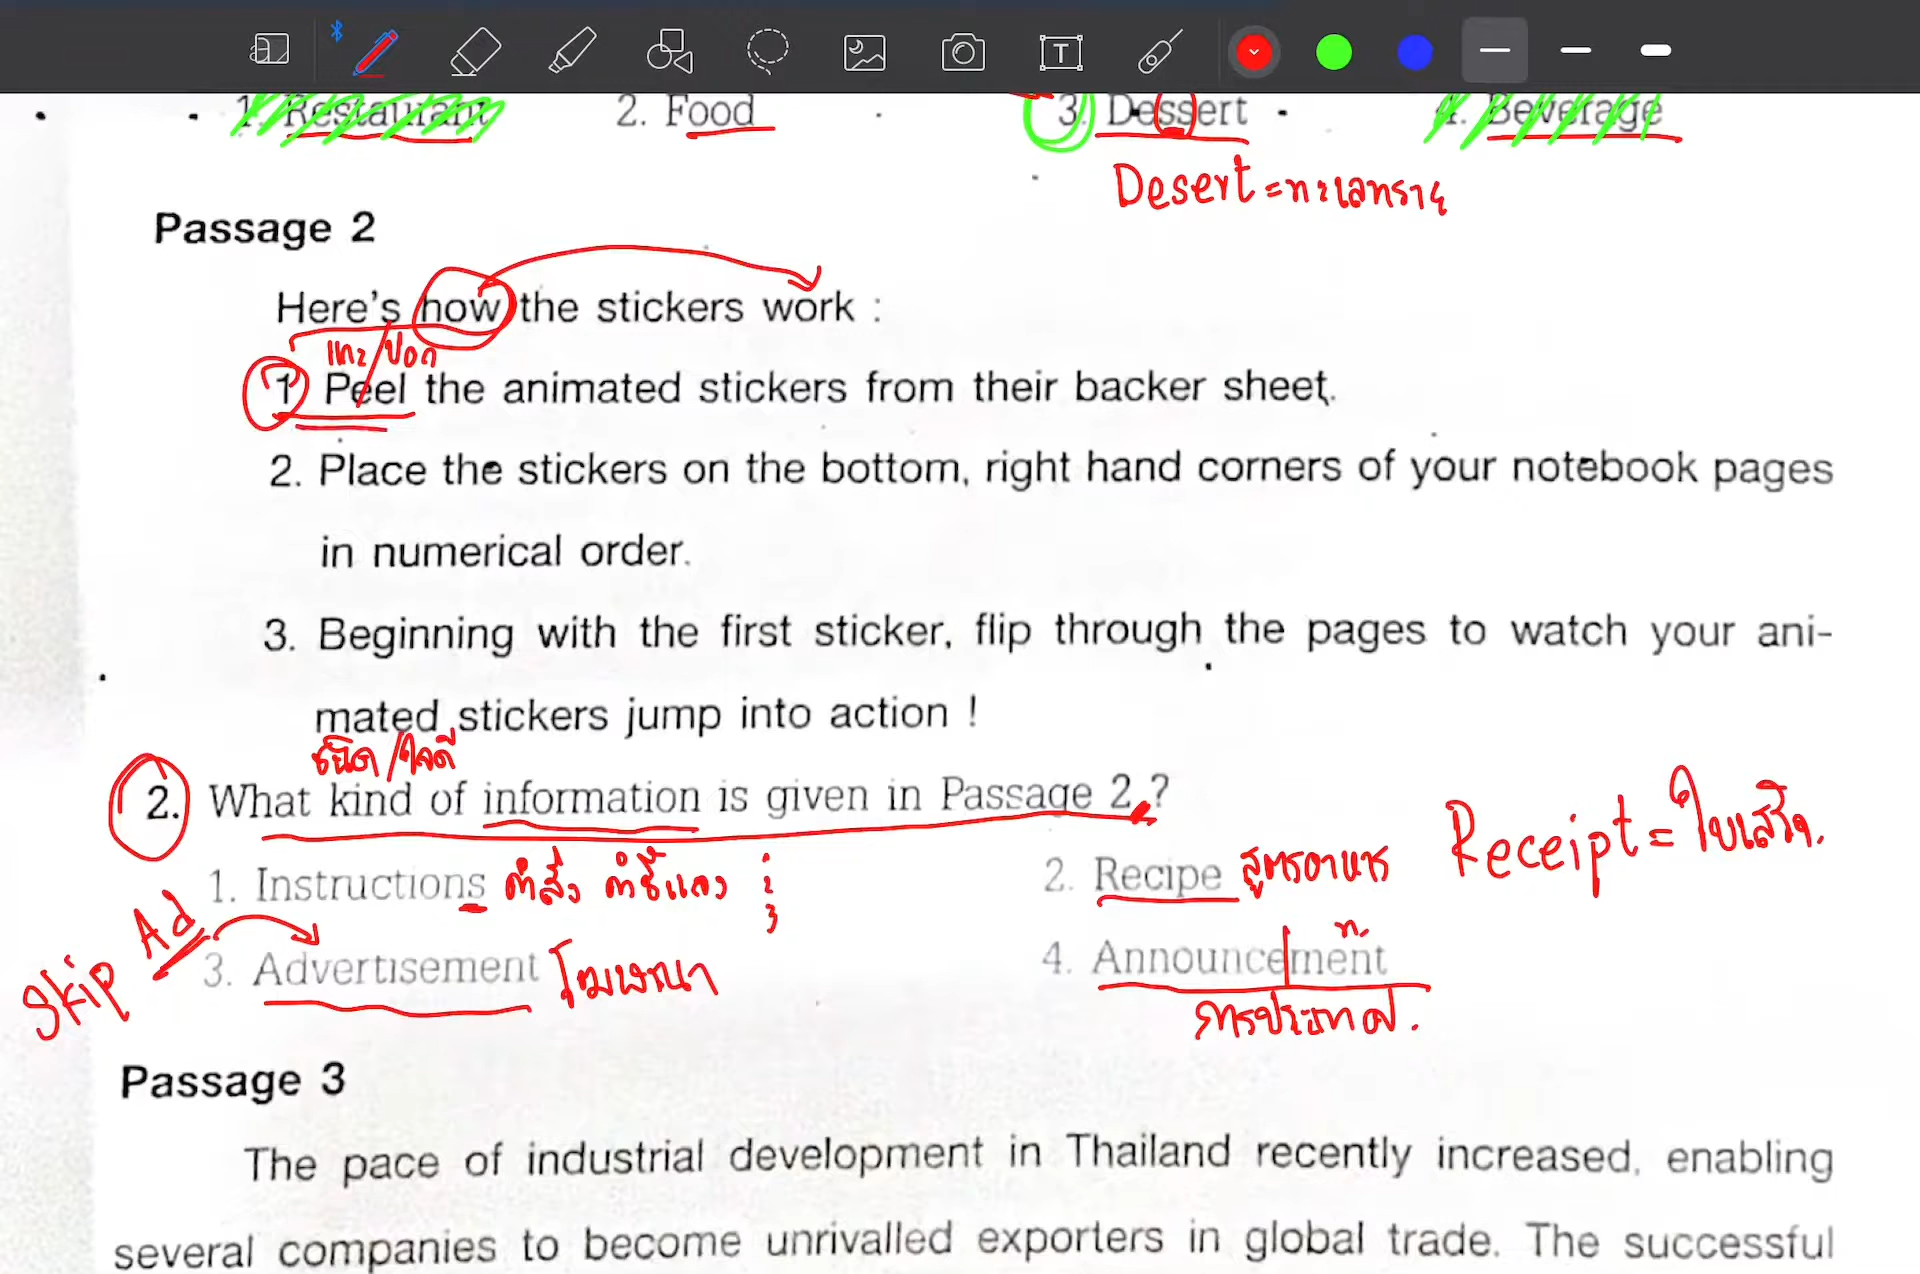 1. Restaurant 2. Food 3. Dessert 4. Beverage
Desert = ทะเลทราย
Passage 2
Here's how the stickers work :
แกะ/ปอก
1 Peel the animated stickers from their backer sheet.
2. Place the stickers on the bottom, right hand corners of your notebook pages
in numerical order.
3. Beginning with the first sticker, flip through the pages to watch your ani-
mated stickers jump into action !
ชนิด/ใจดี
2. What kind of information is given in Passage 2 ?
1. Instructions คำสั่ง คำชี้แจง 1 2 3
2. Recipe สูตรอาหาร Receipt = ใบเสร็จ.
Skip Ad
3. Advertisement โฆษณา
4. Announcement n.
การประกาศ.
Passage 3
The pace of industrial development in Thailand recently increased, enabling
several companies to become unrivalled exporters in global trade. The successful